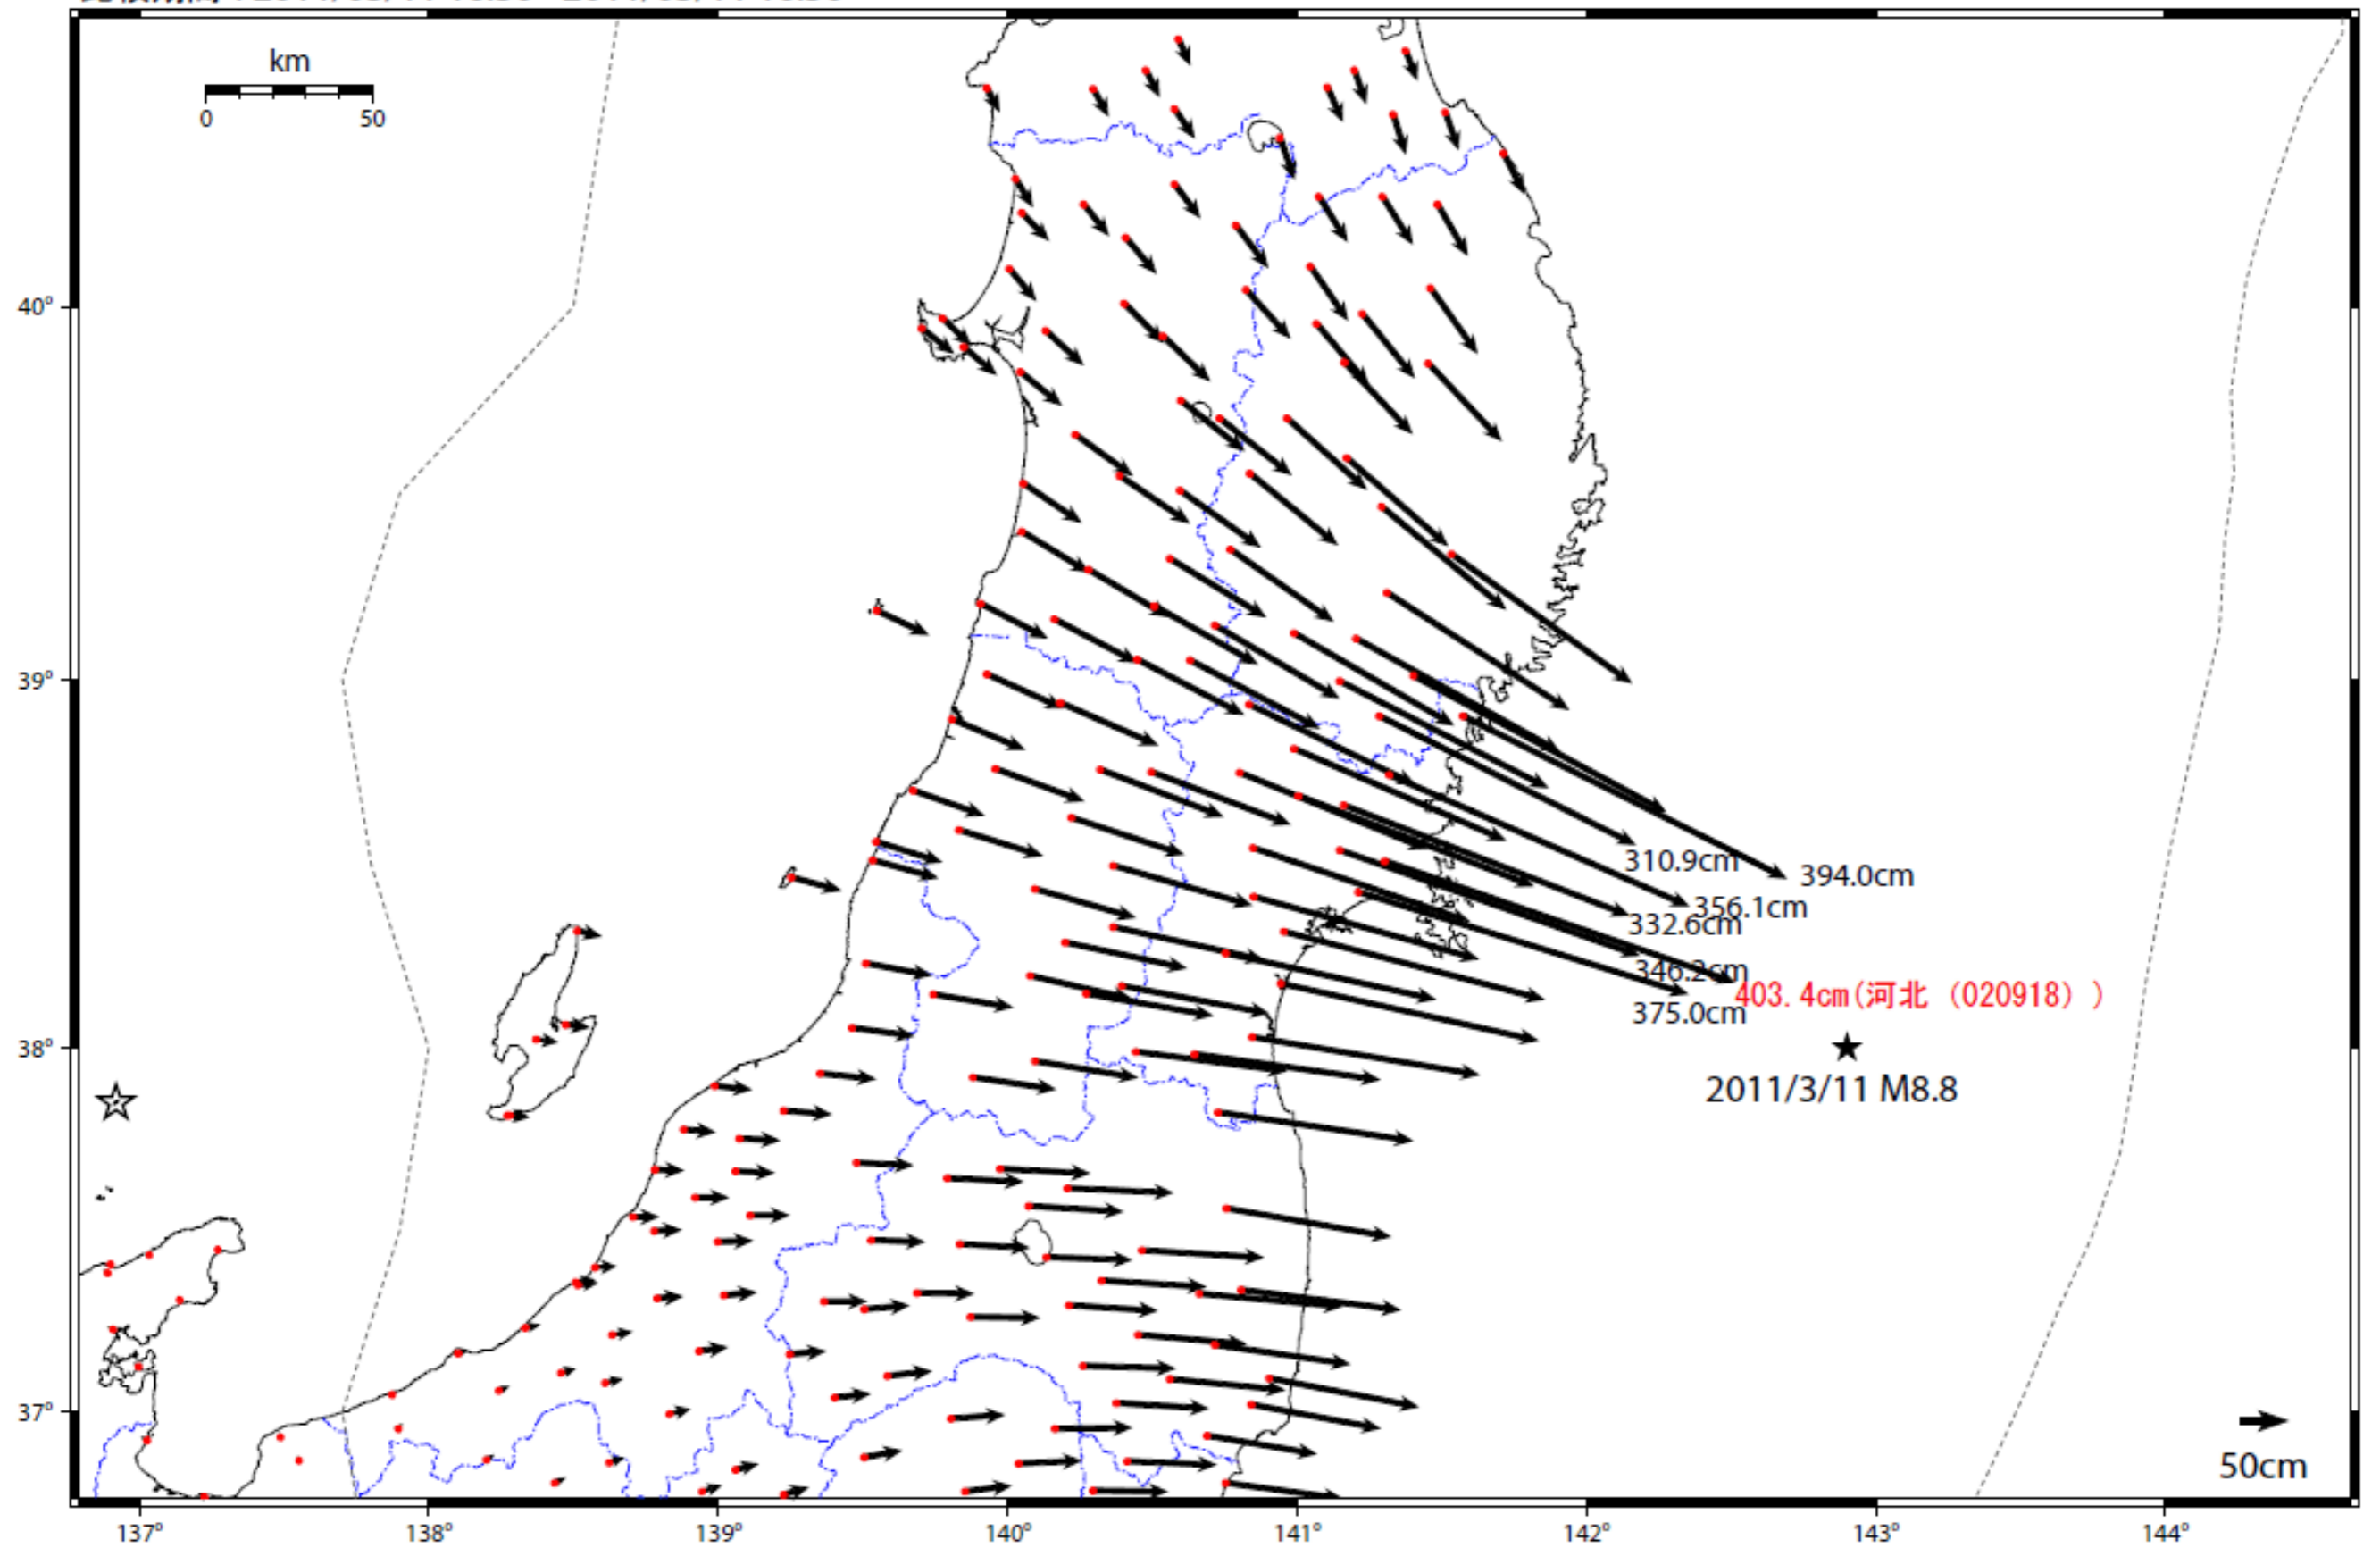 km
0 50
40°
39°
310.9cm
394.0cm
356.1cm
332.6cm
346.2cm
403.4cm(河北 (020918) )
375.0cm
38°
2011/3/11 M8.8
37°
50cm
137° 138° 139° 140° 141° 142° 143° 144°